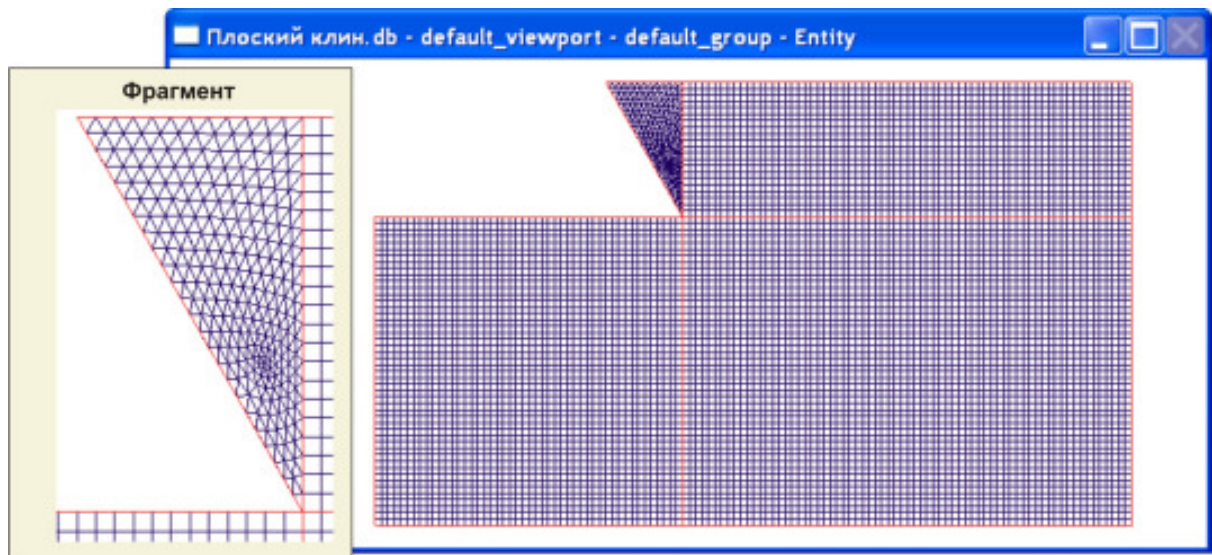 Плоский клин.db - default_viewport - default_group - Entity
Фрагмент